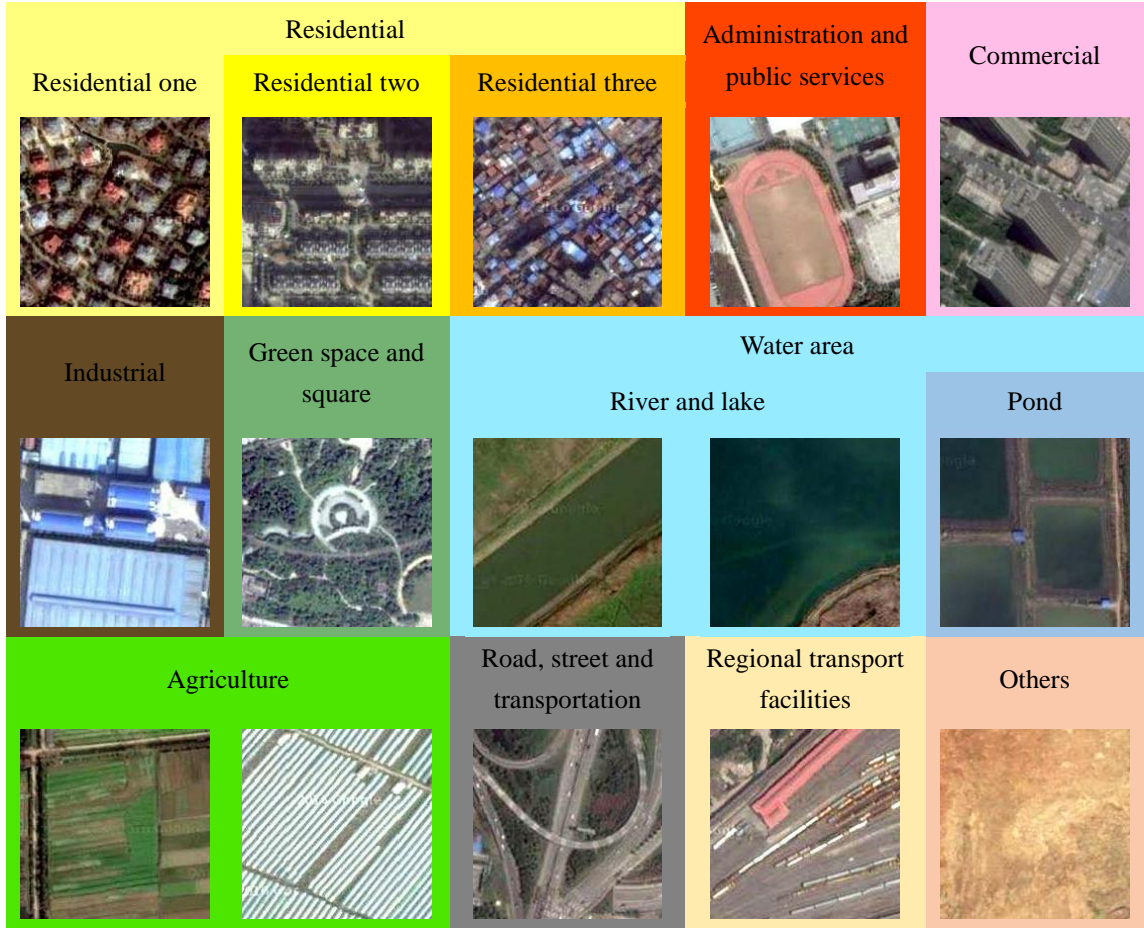 Residential
Administration and
public services
Commercial
Residential one
Residential two
Residential three
Industrial
Green space and
square
Water area
River and lake
Pond
Agriculture
Road, street and
transportation
Regional transport
facilities
Others